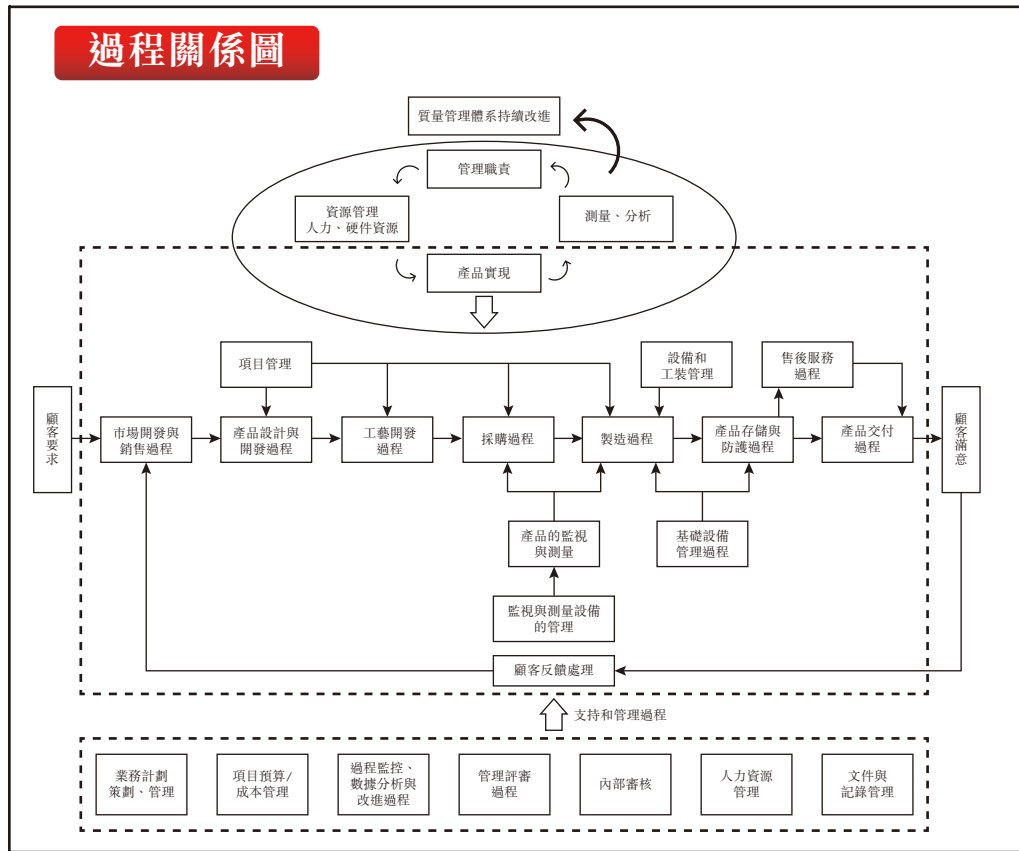 過程關係圖
質量管理體系持續改進
管理職責
資源管理
人力、硬件資源
測量、分析
產品實現
項目管理
設備和
工裝管理
售後服務
過程
顧客要求
市場開發與
銷售過程
產品設計與
開發過程
工藝開發
過程
採購過程
製造過程
產品存儲與
防護過程
產品交付
過程
顧客滿意
產品的監視
與測量
基礎設備
管理過程
監視與測量設備
的管理
顧客反饋處理
支持和管理過程
業務計劃
策劃、管理
項目預算/
成本管理
過程監控、
數據分析與
改進過程
管理評審
過程
內部審核
人力資源
管理
文件與
記錄管理